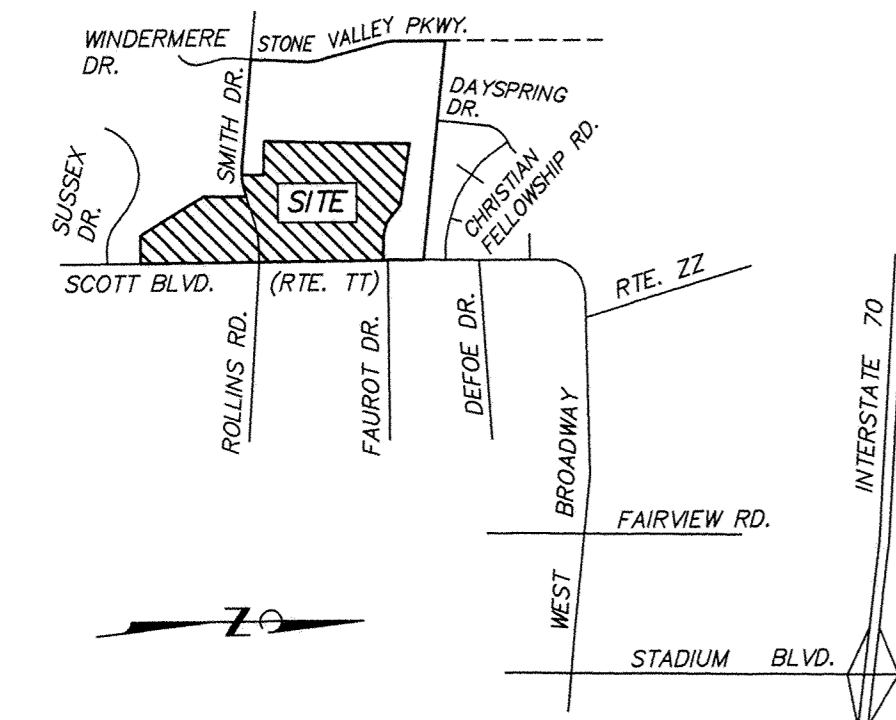 WINDERMERE
DR.
STONE VALLEY PKWY.
SMITH DR.
DAYSPRING
DR.
CHRISTIAN
FELLOWSHIP RD.
SUSSEX
DR.
SITE
SCOTT BLVD.
(RTE. TT)
RTE. ZZ
ROLLINS RD.
FAUROT DR.
DEFOE DR.
WEST BROADWAY
INTERSTATE 70
FAIRVIEW RD.
STADIUM BLVD.
N